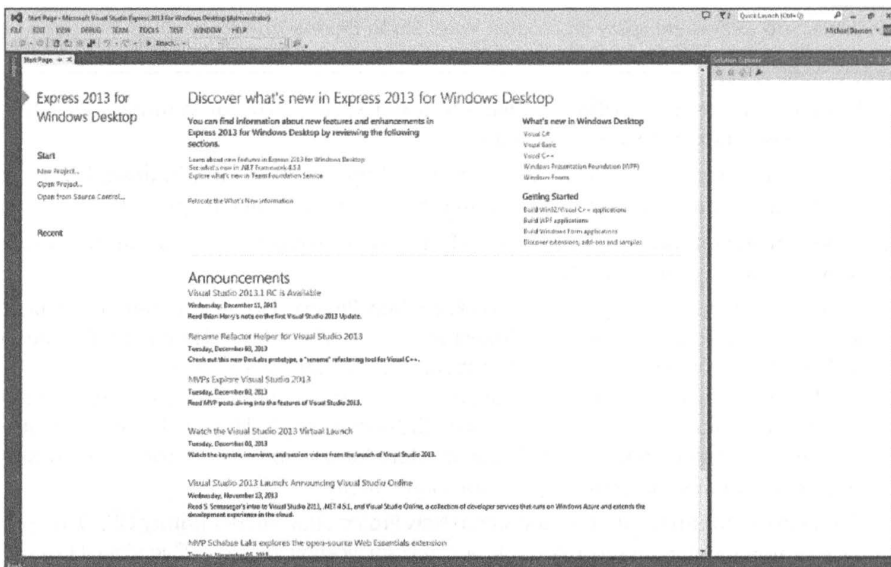 Start Page - Microsoft Visual Studio Express 2013 for Windows Desktop (Administrator)
Quick Launch (Ctrl+Q)
FILE EDIT VIEW DEBUG TEAM TOOLS TEST WINDOW HELP
Michael Dawson
Attach...
Start Page
Solution Explorer
Express 2013 for
Windows Desktop
Start
New Project...
Open Project...
Open from Source Control...
Recent
Discover what's new in Express 2013 for Windows Desktop
You can find information about new features and enhancements in
Express 2013 for Windows Desktop by reviewing the following
sections.
Learn about new features in Express 2013 for Windows Desktop
See what's new in .NET Framework 4.5.1
Explore what's new in Team Foundation Service
Relocate the What's New information
What's new in Windows Desktop
Visual C#
Visual Basic
Visual C++
Windows Presentation Foundation (WPF)
Windows Forms
Getting Started
Build Win32/Visual C++ applications
Build WPF applications
Build Windows Form applications
Discover extensions, add-ons and samples
Announcements
Visual Studio 2013.1 RC is Available
Wednesday, December 11, 2013
Read Brian Harry's note on the first Visual Studio 2013 Update.
Rename Refactor Helper for Visual Studio 2013
Tuesday, December 03, 2013
Check out this new DevLabs prototype, a "rename" refactoring tool for Visual C++.
MVPs Explore Visual Studio 2013
Tuesday, December 03, 2013
Read MVP posts diving into the features of Visual Studio 2013.
Watch the Visual Studio 2013 Virtual Launch
Tuesday, December 03, 2013
Watch the keynote, interviews, and session videos from the launch of Visual Studio 2013.
Visual Studio 2013 Launch: Announcing Visual Studio Online
Wednesday, November 13, 2013
Read S. Somasegar's intro to Visual Studio 2013, .NET 4.5.1, and Visual Studio Online, a collection of developer services that runs on Windows Azure and extends the
development experience in the cloud.
MVP Schabse Laks explores the open-source Web Essentials extension
Tuesday, November 05, 2013